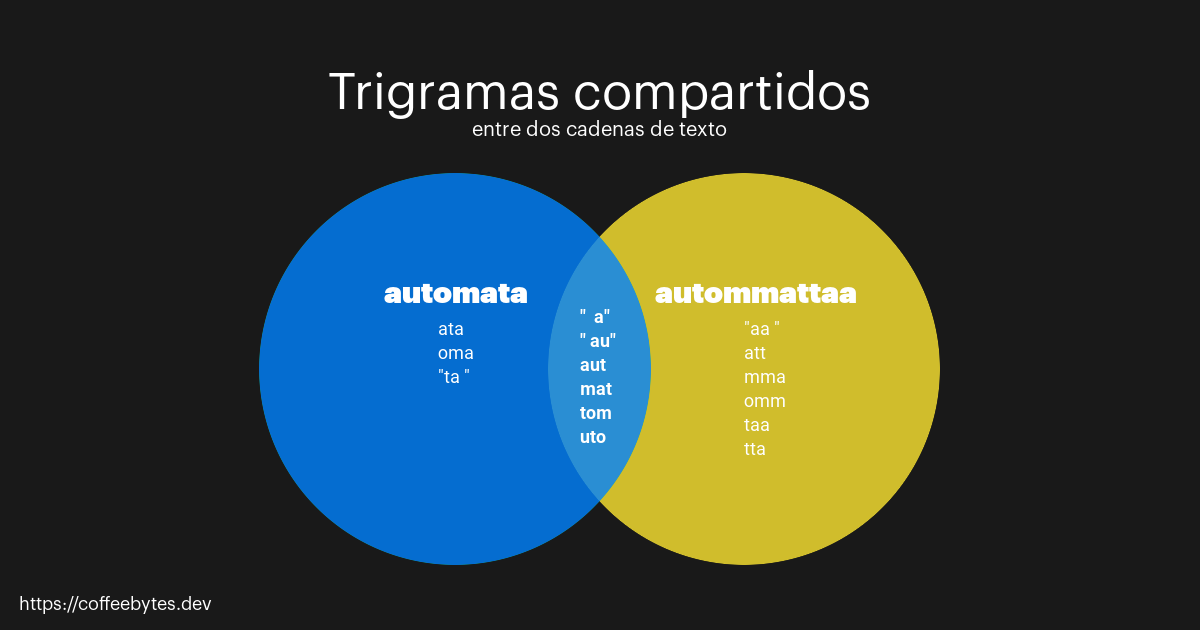 Trigramas compartidos
entre dos cadenas de texto
automata
ata
oma
"ta "
"  a"
" au"
aut
mat
tom
uto
autommattaa
"aa "
att
mma
omm
taa
tta
https://coffeebytes.dev